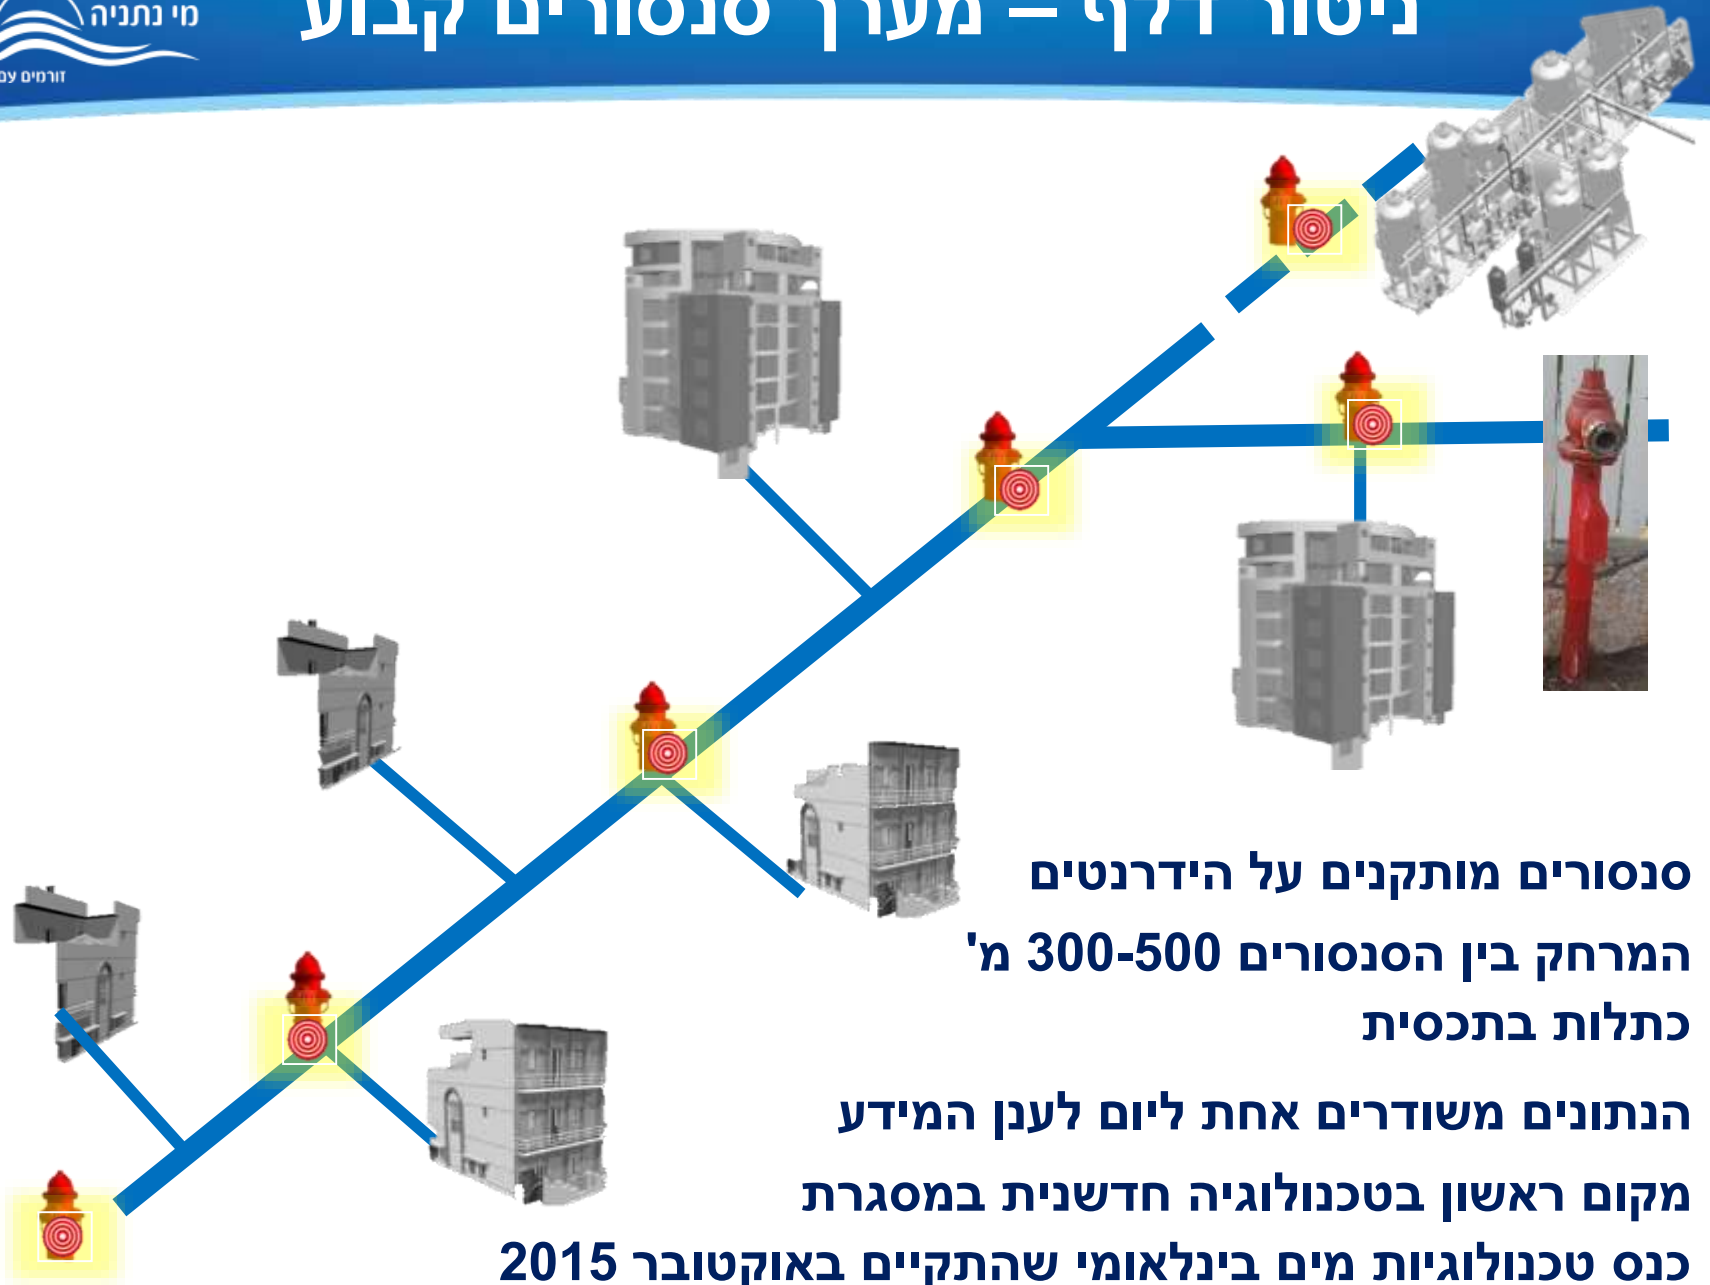 מי נתניה
ניטור דלף – מערך סנסורים קבוע
סנסורים מותקנים על הידרנטים
המרחק בין הסנסורים 300-500 מ'
כתלות בתכסית
הנתונים משודרים אחת ליום לענן המידע
מקום ראשון בטכנולוגיה חדשנית במסגרת
כנס טכנולוגיות מים בינלאומי שהתקיים באוקטובר 2015
זורמים עם